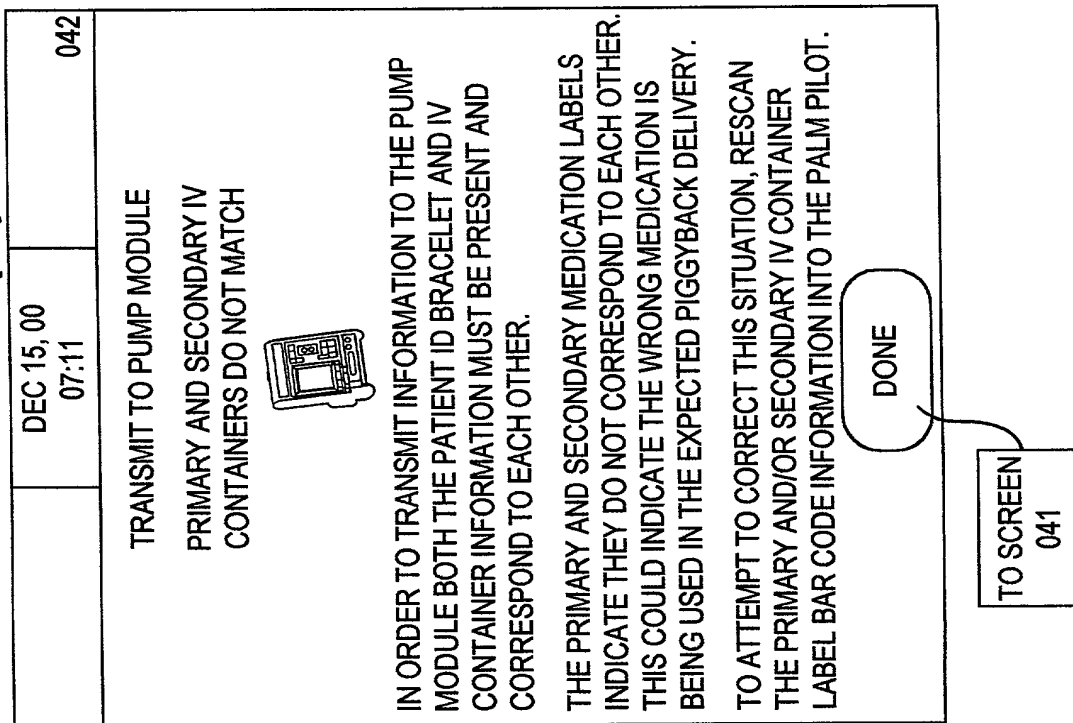 DEC 15, 00
07:11
042
TRANSMIT TO PUMP MODULE
PRIMARY AND SECONDARY IV
CONTAINERS DO NOT MATCH
IN ORDER TO TRANSMIT INFORMATION TO THE PUMP
MODULE BOTH THE PATIENT ID BRACELET AND IV
CONTAINER INFORMATION MUST BE PRESENT AND
CORRESPOND TO EACH OTHER.
THE PRIMARY AND SECONDARY MEDICATION LABELS
INDICATE THEY DO NOT CORRESPOND TO EACH OTHER.
THIS COULD INDICATE THE WRONG MEDICATION IS
BEING USED IN THE EXPECTED PIGGYBACK DELIVERY.
TO ATTEMPT TO CORRECT THIS SITUATION, RESCAN
THE PRIMARY AND/OR SECONDARY IV CONTAINER
LABEL BAR CODE INFORMATION INTO THE PALM PILOT.
DONE
TO SCREEN
041